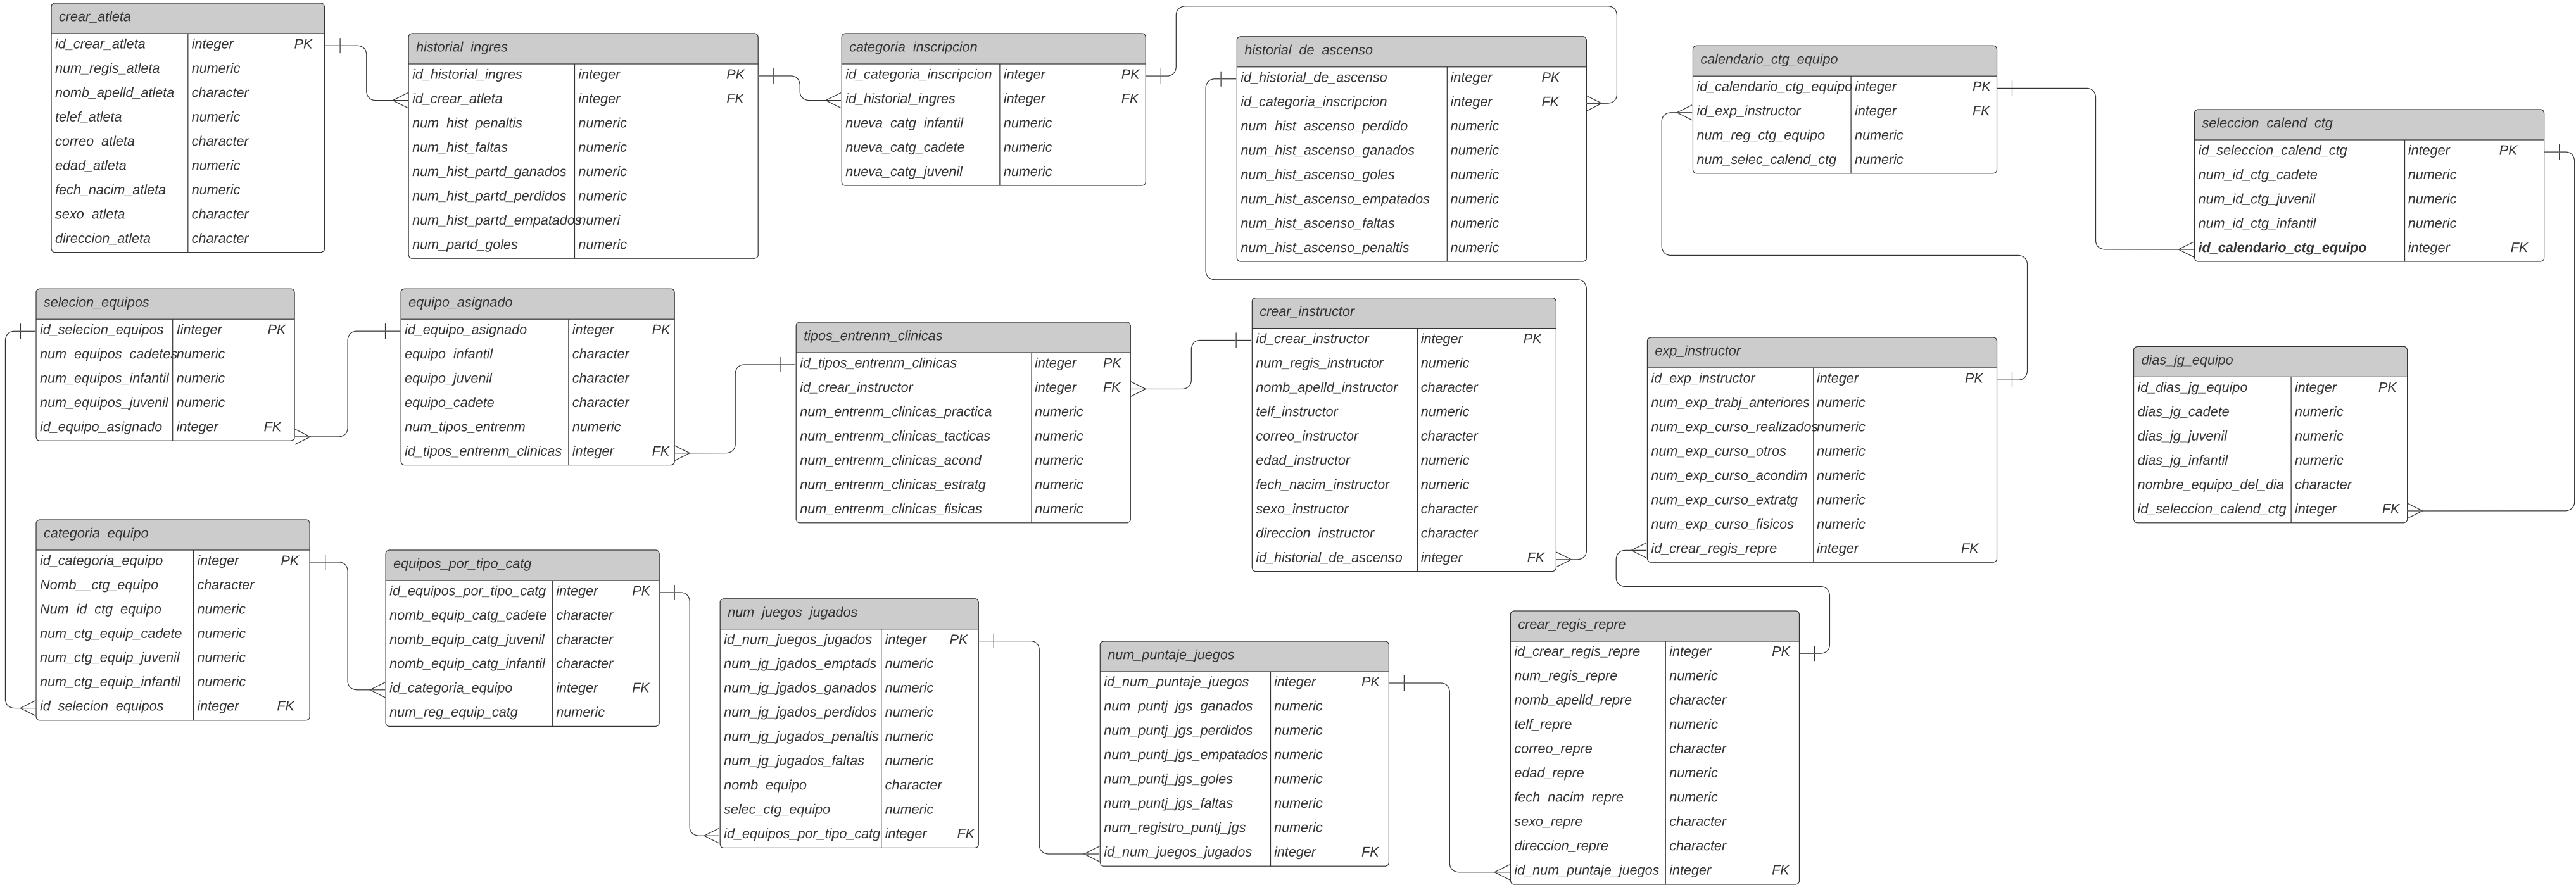 crear_atleta
id_crear_atleta integer PK
num_regis_atleta numeric
nomb_apelld_atleta character
telef_atleta numeric
correo_atleta character
edad_atleta numeric
fech_nacim_atleta numeric
sexo_atleta character
direccion_atleta character
historial_ingres
id_historial_ingres integer PK
id_crear_atleta integer FK
num_hist_penaltis numeric
num_hist_faltas numeric
num_hist_partd_ganados numeric
num_hist_partd_perdidos numeric
num_hist_partd_empatados numeri
num_partd_goles numeric
categoria_inscripcion
id_categoria_inscripcion integer PK
id_historial_ingres integer FK
nueva_catg_infantil numeric
nueva_catg_cadete numeric
nueva_catg_juvenil numeric
historial_de_ascenso
id_historial_de_ascenso integer PK
id_categoria_inscripcion integer FK
num_hist_ascenso_perdido numeric
num_hist_ascenso_ganados numeric
num_hist_ascenso_goles numeric
num_hist_ascenso_empatados numeric
num_hist_ascenso_faltas numeric
num_hist_ascenso_penaltis numeric
calendario_ctg_equipo
id_calendario_ctg_equipo integer PK
id_exp_instructor integer FK
num_reg_ctg_equipo numeric
num_selec_calend_ctg numeric
seleccion_calend_ctg
id_seleccion_calend_ctg integer PK
num_id_ctg_cadete numeric
num_id_ctg_juvenil numeric
num_id_ctg_infantil numeric
id_calendario_ctg_equipo integer FK
selecion_equipos
id_selecion_equipos Iinteger PK
num_equipos_cadetes numeric
num_equipos_infantil numeric
num_equipos_juvenil numeric
id_equipo_asignado integer FK
equipo_asignado
id_equipo_asignado integer PK
equipo_infantil character
equipo_juvenil character
equipo_cadete character
num_tipos_entrenm numeric
id_tipos_entrenm_clinicas integer FK
tipos_entrenm_clinicas
id_tipos_entrenm_clinicas integer PK
id_crear_instructor integer FK
num_entrenm_clinicas_practica numeric
num_entrenm_clinicas_tacticas numeric
num_entrenm_clinicas_acond numeric
num_entrenm_clinicas_estratg numeric
num_entrenm_clinicas_fisicas numeric
crear_instructor
id_crear_instructor integer PK
num_regis_instructor numeric
nomb_apelld_instructor character
telf_instructor numeric
correo_instructor character
edad_instructor numeric
fech_nacim_instructor numeric
sexo_instructor character
direccion_instructor character
id_historial_de_ascenso integer FK
exp_instructor
id_exp_instructor integer PK
num_exp_trabj_anteriores numeric
num_exp_curso_realizados numeric
num_exp_curso_otros numeric
num_exp_curso_acondim numeric
num_exp_curso_extratg numeric
num_exp_curso_fisicos numeric
id_crear_regis_repre integer FK
dias_jg_equipo
id_dias_jg_equipo integer PK
dias_jg_cadete numeric
dias_jg_juvenil numeric
dias_jg_infantil numeric
nombre_equipo_del_dia character
id_seleccion_calend_ctg integer FK
categoria_equipo
id_categoria_equipo integer PK
Nomb__ctg_equipo character
Num_id_ctg_equipo numeric
num_ctg_equip_cadete numeric
num_ctg_equip_juvenil numeric
num_ctg_equip_infantil numeric
id_selecion_equipos integer FK
equipos_por_tipo_catg
id_equipos_por_tipo_catg integer PK
nomb_equip_catg_cadete character
nomb_equip_catg_juvenil character
nomb_equip_catg_infantil character
id_categoria_equipo integer FK
num_reg_equip_catg numeric
num_juegos_jugados
id_num_juegos_jugados integer PK
num_jg_jgados_emptads numeric
num_jg_jgados_ganados numeric
num_jg_jgados_perdidos numeric
num_jg_jugados_penaltis numeric
num_jg_jugados_faltas numeric
nomb_equipo character
selec_ctg_equipo numeric
id_equipos_por_tipo_catg integer FK
num_puntaje_juegos
id_num_puntaje_juegos integer PK
num_puntj_jgs_ganados numeric
num_puntj_jgs_perdidos numeric
num_puntj_jgs_empatados numeric
num_puntj_jgs_goles numeric
num_puntj_jgs_faltas numeric
num_registro_puntj_jgs numeric
id_num_juegos_jugados integer FK
crear_regis_repre
id_crear_regis_repre integer PK
num_regis_repre numeric
nomb_apelld_repre character
telf_repre numeric
correo_repre character
edad_repre numeric
fech_nacim_repre numeric
sexo_repre character
direccion_repre character
id_num_puntaje_juegos integer FK